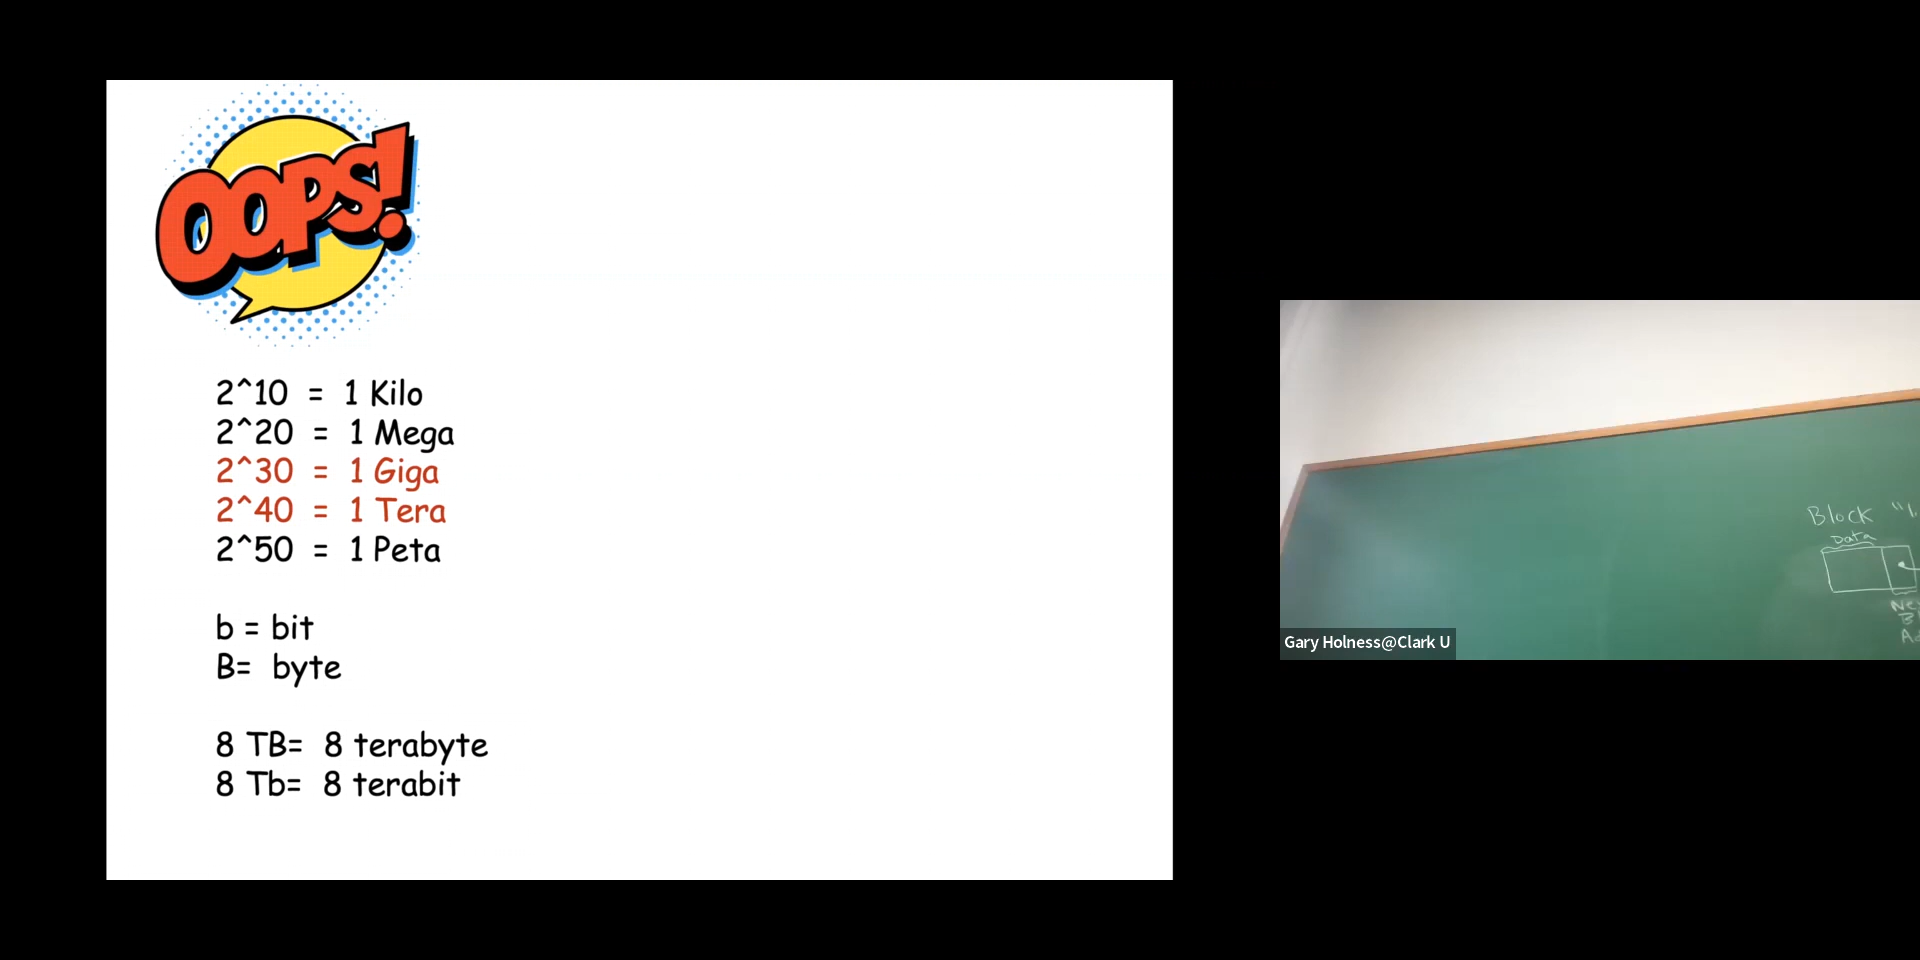 OOPS!
2^10 = 1 Kilo
2^20 = 1 Mega
2^30 = 1 Giga
2^40 = 1 Tera
2^50 = 1 Peta
b = bit
B= byte
8 TB= 8 terabyte
8 Tb= 8 terabit
Block
Data
Gary Holness@Clark U